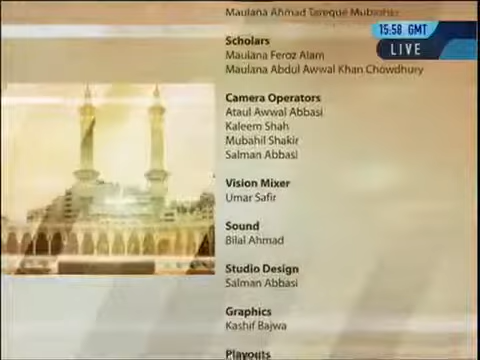 Maulana Ahmad Tareque Mubasher
15:58 GMT
LIVE
Scholars
Maulana Feroz Alam
Maulana Abdul Awwal Khan Chowdhury
Camera Operators
Ataul Awwal Abbasi
Kaleem Shah
Mubahil Shakir
Salman Abbasi
Vision Mixer
Umar Safir
Sound
Bilal Ahmad
Studio Design
Salman Abbasi
Graphics
Kashif Bajwa
Playouts